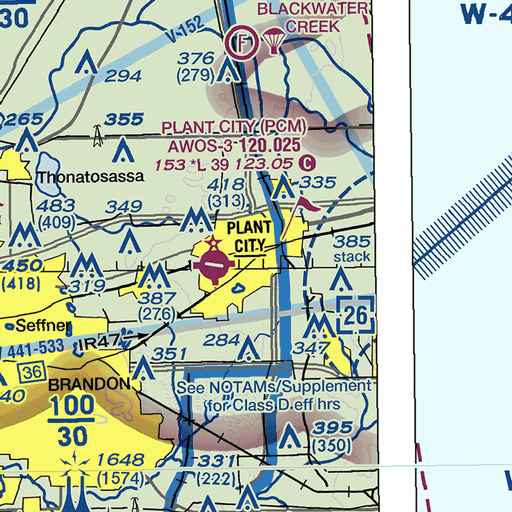 30
V-152
BLACKWATER
CREEK
W-4
376
(279)
F
294
265
355
PLANT CITY (PCM)
AWOS-3 120.025
153 *L 39 123.05 C
Thonotosassa
418
(313)
335
483
(409)
349
PLANT
CITY
385
stack
450
(418)
319
387
(276)
26
Seffner
W 441-533
IR47
284
347
36
351
BRANDON
See NOTAMs/Supplement
for Class D eff hrs
40
100
30
395
(350)
1648
(1574)
331
(222)